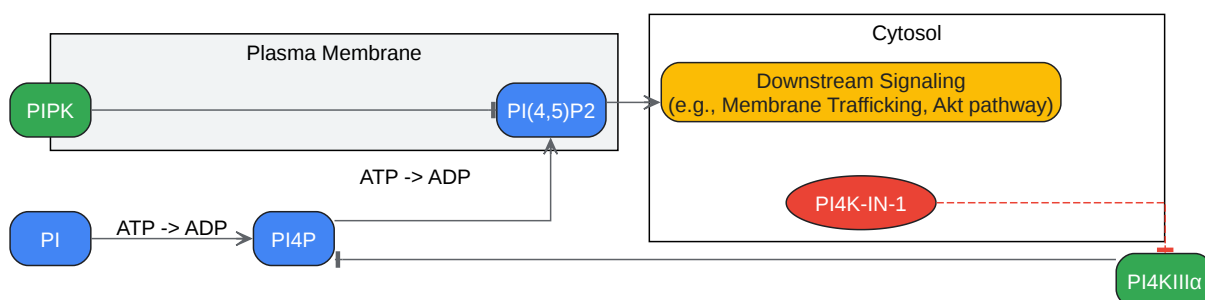 Plasma Membrane
Cytosol
PIPK
PI(4,5)P2
Downstream Signaling
(e.g., Membrane Trafficking, Akt pathway)
ATP -> ADP
PI4K-IN-1
PI
ATP -> ADP
PI4P
PI4KIIIα